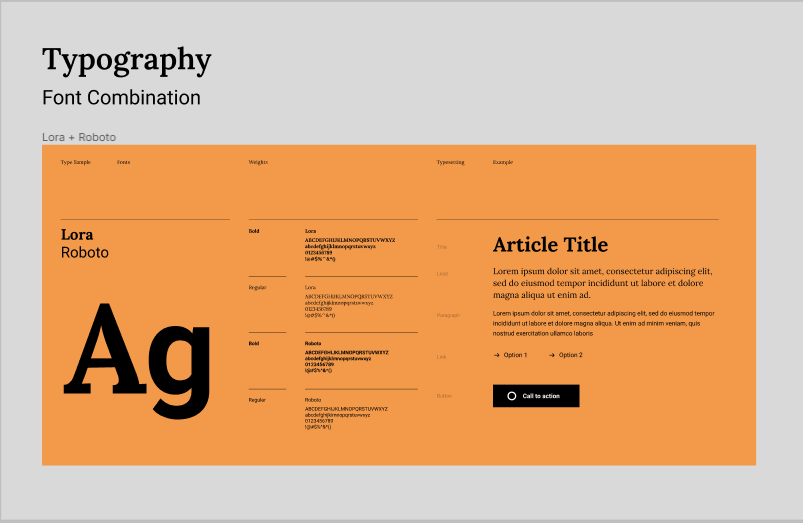 Typography
Font Combination
Lora + Roboto
Type Sample
Fonts
Weights
Typesetting
Example
Lora
Roboto
Ag
Bold
Lora
ABCDEFGHIJKLMNOPQRSTUVWXYZ
abcdefghijklmnopqrstuvwxyz
0123456789
!@#$%^&*()
Regular
Lora
ABCDEFGHIJKLMNOPQRSTUVWXYZ
abcdefghijklmnopqrstuvwxyz
0123456789
!@#$%^&*()
Bold
Roboto
ABCDEFGHIJKLMNOPQRSTUVWXYZ
abcdefghijklmnopqrstuvwxyz
0123456789
!@#$%^&*()
Regular
Roboto
ABCDEFGHIJKLMNOPQRSTUVWXYZ
abcdefghijklmnopqrstuvwxyz
0123456789
!@#$%^&*()
Title
Article Title
Lead
Lorem ipsum dolor sit amet, consectetur adipiscing elit,
sed do eiusmod tempor incididunt ut labore et dolore
magna aliqua ut enim ad.
Paragraph
Lorem ipsum dolor sit amet, consectetur adipiscing elit, sed do eiusmod tempor
incididunt ut labore et dolore magna aliqua. Ut enim ad minim veniam, quis
nostrud exercitation ullamco laboris
Link
→ Option 1
→ Option 2
Button
Call to action